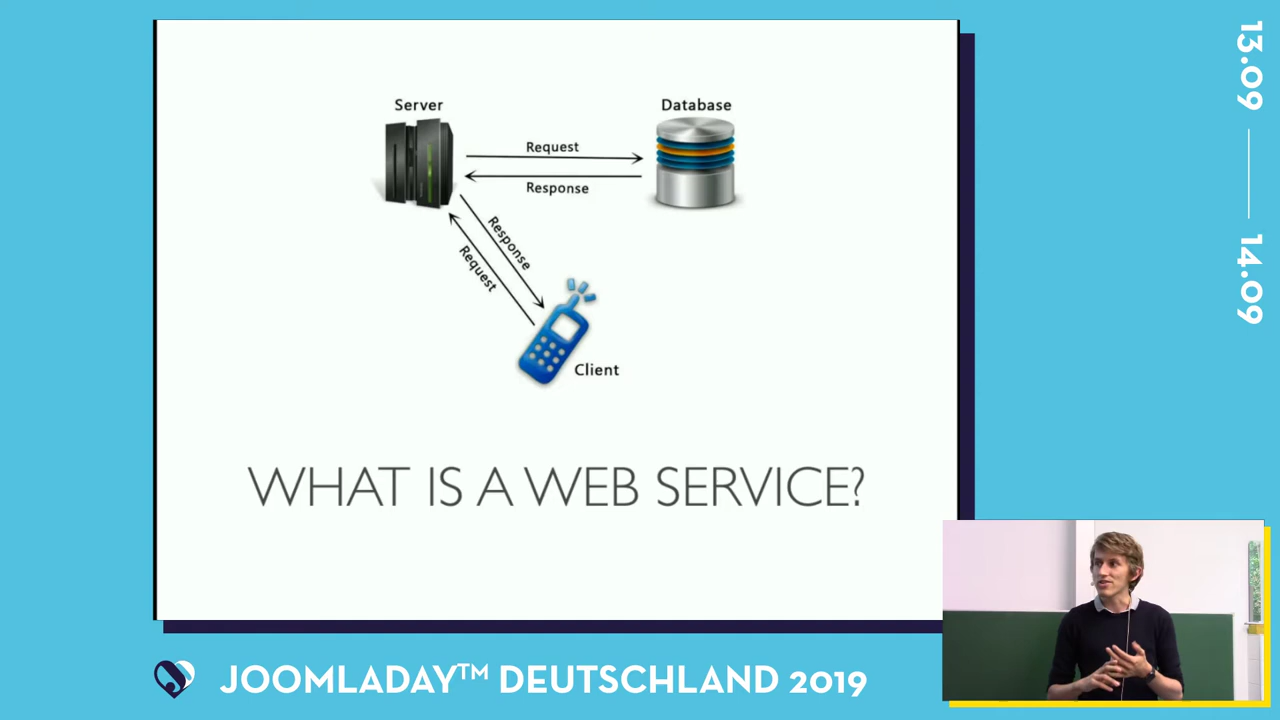 Server
Database
Request
Response
Response
Request
Client
WHAT IS A WEB SERVICE?
13.09
14.09
JOOMLADAY™ DEUTSCHLAND 2019